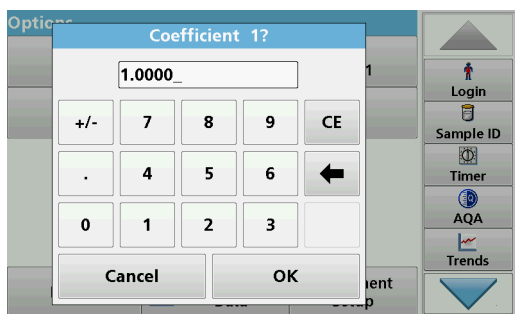 Options
Coefficient 1?
1.0000_
1
+/- 7 8 9 CE
. 4 5 6
0 1 2 3
Cancel OK
Login
Sample ID
Timer
AQA
Trends